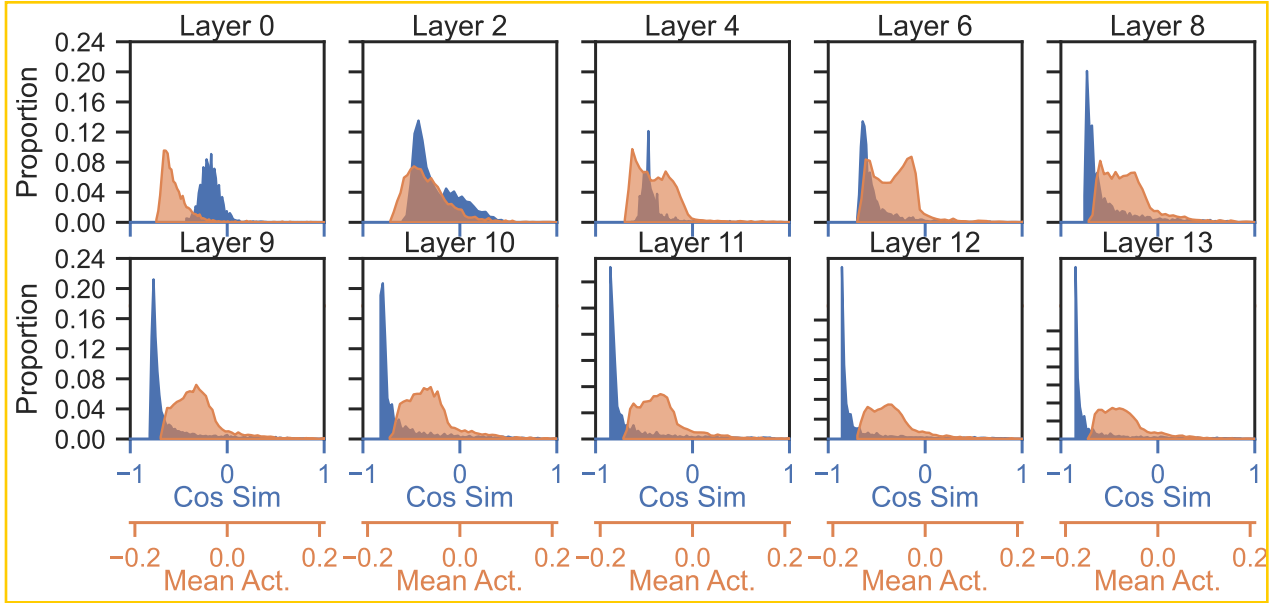 Layer 0 Layer 2 Layer 4 Layer 6 Layer 8
0.24
0.20
0.16
0.12
0.08
0.04
0.00
Proportion
Layer 9 Layer 10 Layer 11 Layer 12 Layer 13
0.24
0.20
0.16
0.12
0.08
0.04
0.00
Proportion
−1 0 1 −1 0 1 −1 0 1 −1 0 1 −1 0 1
Cos Sim Cos Sim Cos Sim Cos Sim Cos Sim
−0.2 0.0 0.2 −0.2 0.0 0.2 −0.2 0.0 0.2 −0.2 0.0 0.2 −0.2 0.0 0.2
Mean Act. Mean Act. Mean Act. Mean Act. Mean Act.